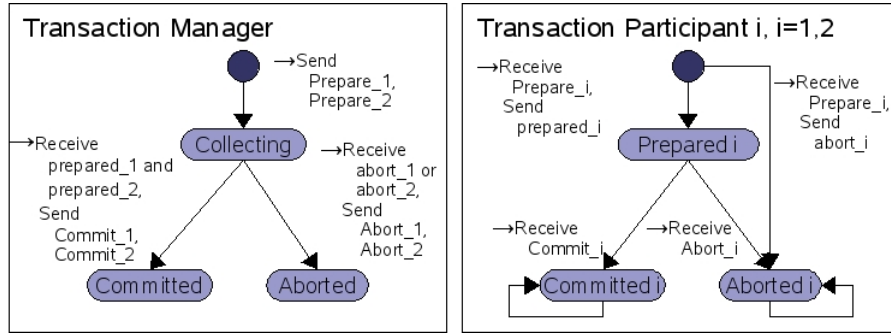 Transaction Manager
→Send
Prepare_1,
Prepare_2
Collecting
→Receive
prepared_1 and
prepared_2,
Send
Commit_1,
Commit_2
→Receive
abort_1 or
abort_2,
Send
Abort_1,
Abort_2
Committed
Aborted
Transaction Participant i, i=1,2
→Receive
Prepare_i,
Send
prepared_i
→Receive
Prepare_i,
Send
abort_i
Prepared i
→Receive
Commit_i
→Receive
Abort_i
Committed i
Aborted i